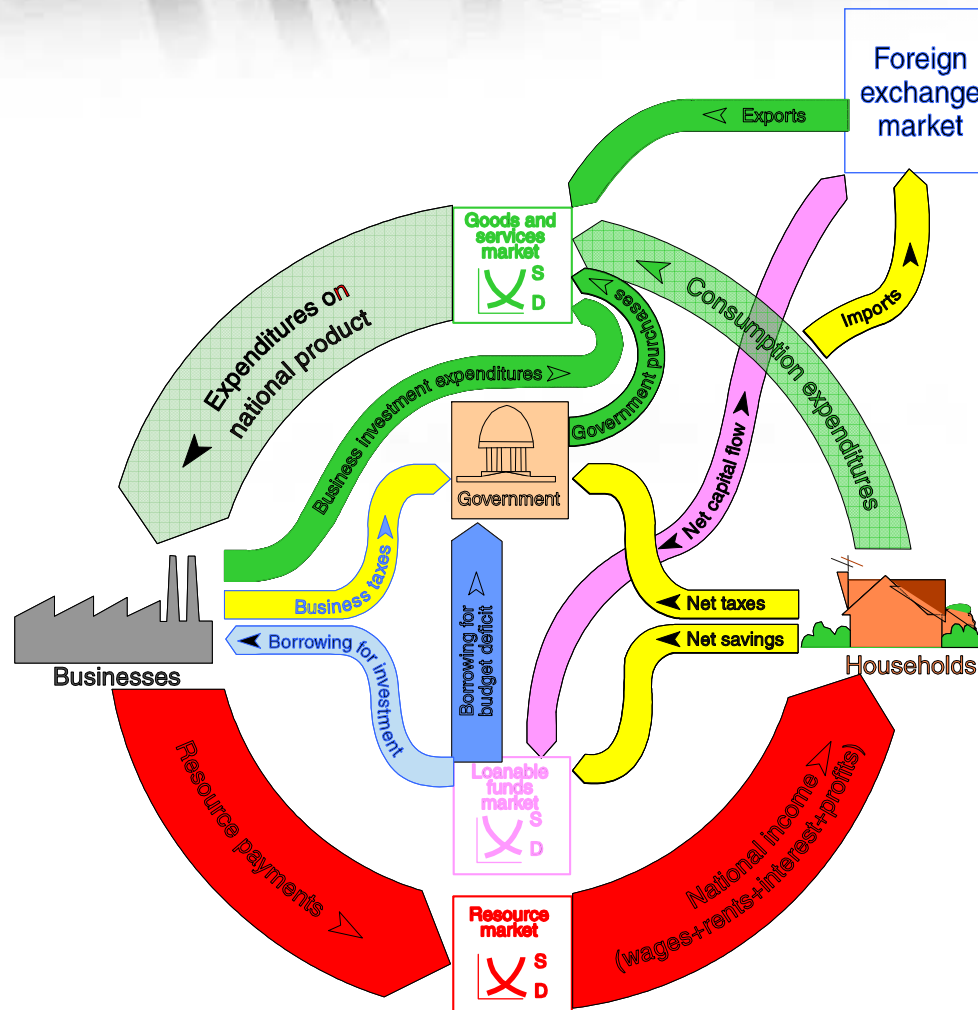 Foreign
exchange
market
Exports
Goods and
services
market
S
D
Expenditures on
national product
Consumption expenditures
Imports
Government purchases
Business investment expenditures
Net capital flow
Government
Business taxes
Net taxes
Borrowing for investment
Borrowing for
budget deficit
Net savings
Businesses
Households
Loanable
funds
market
S
D
Resource payments
National income
(wages+rents+interest+profits)
Resource
market
S
D